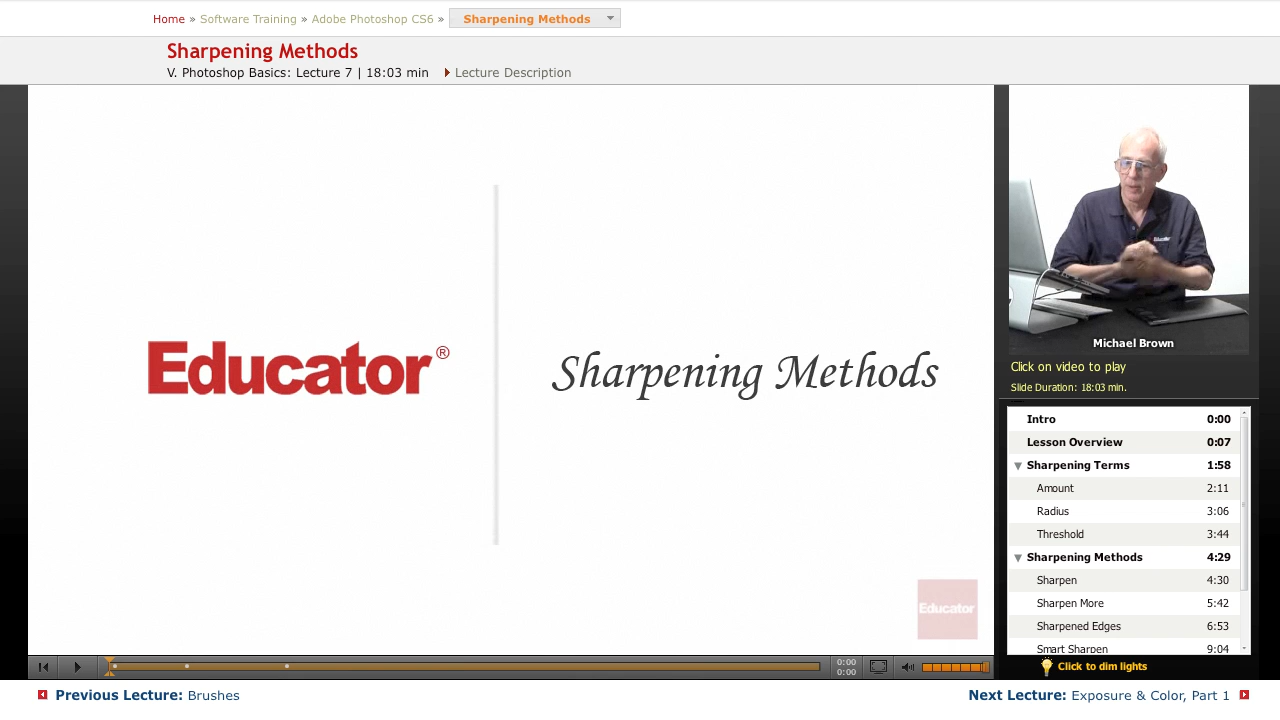 Home » Software Training » Adobe Photoshop CS6 » Sharpening Methods
Sharpening Methods
V. Photoshop Basics: Lecture 7 | 18:03 min Lecture Description
Educator®
Sharpening Methods
Educator
Educator
Michael Brown
Click on video to play
Slide Duration: 18:03 min.
Intro 0:00
Lesson Overview 0:07
Sharpening Terms 1:58
Amount 2:11
Radius 3:06
Threshold 3:44
Sharpening Methods 4:29
Sharpen 4:30
Sharpen More 5:42
Sharpened Edges 6:53
Smart Sharpen 9:04
0:00
0:00
Click to dim lights
Previous Lecture: Brushes
Next Lecture: Exposure & Color, Part 1